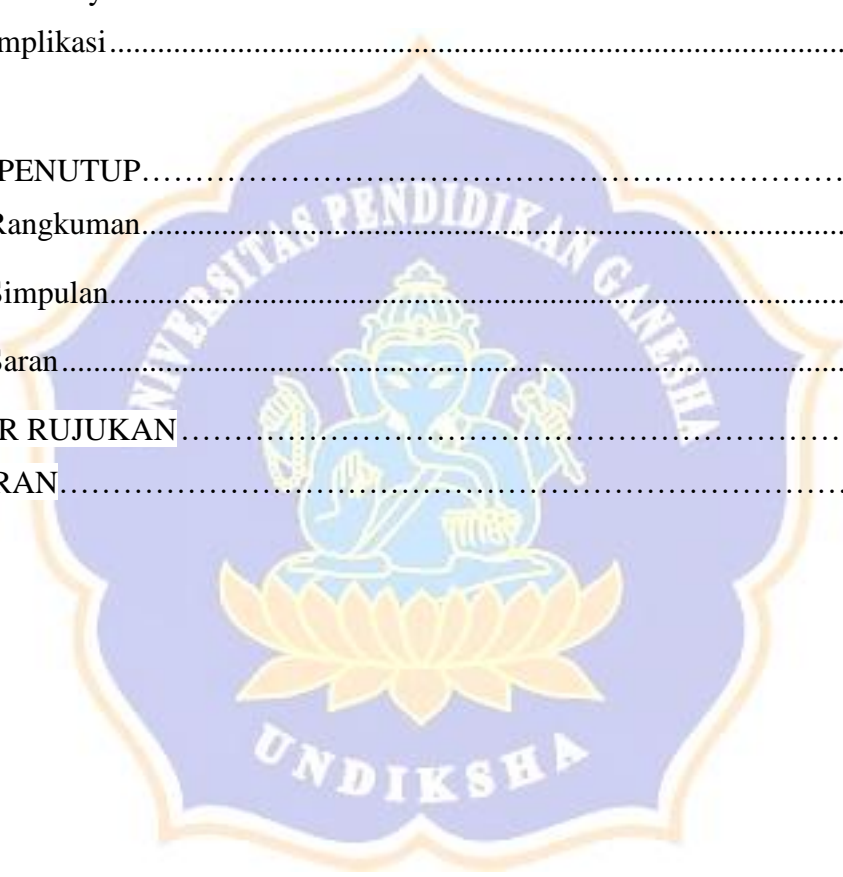 mplikasi................................................................
PENUTUP................................................................
Rangkuman................................................................
Simpulan................................................................
Saran................................................................
R RUJUKAN................................................................
RAN................................................................
UNIVERSITAS PENDIDIKAN GANESHA
UNDIKSHA